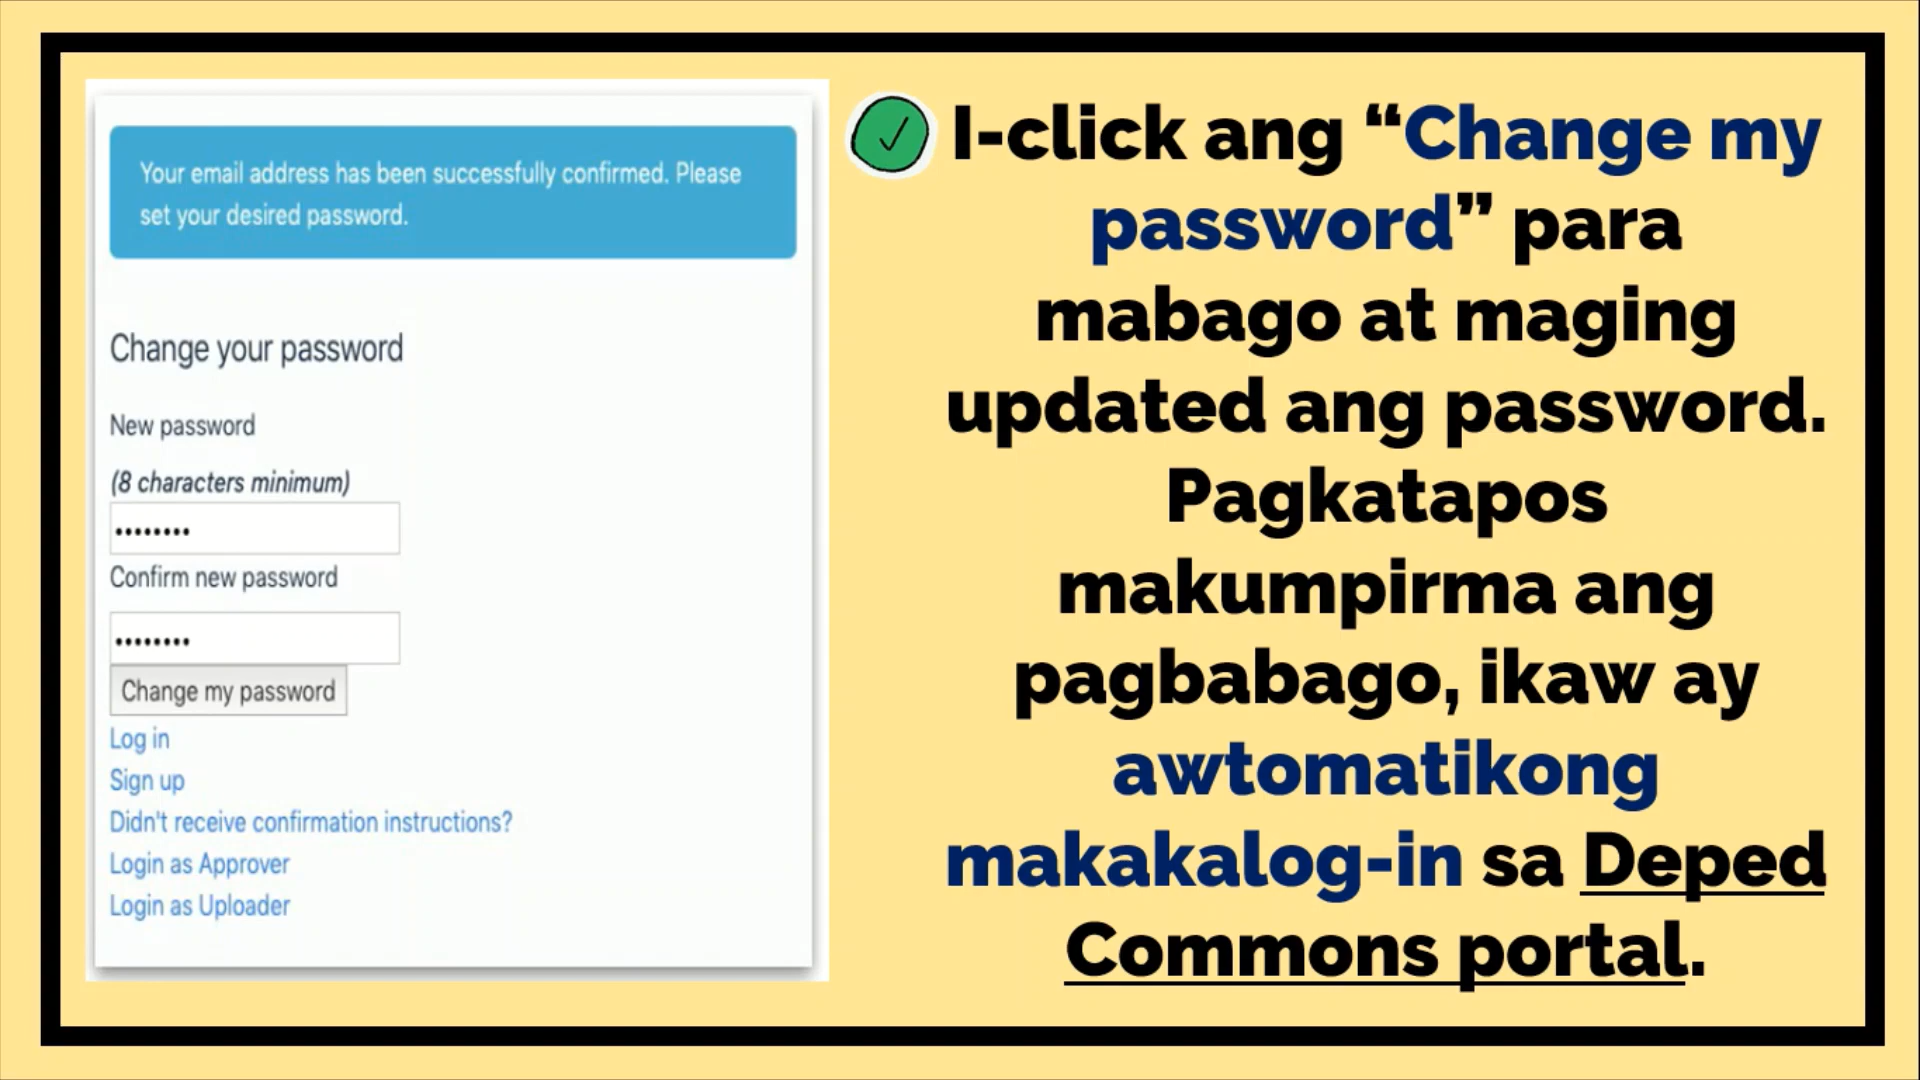 Your email address has been successfully confirmed. Please
set your desired password.
Change your password
New password
(8 characters minimum)
••••••••
Confirm new password
••••••••
Change my password
Log in
Sign up
Didn't receive confirmation instructions?
Login as Approver
Login as Uploader
I-click ang “Change my
password” para
mabago at maging
updated ang password.
Pagkatapos
makumpirma ang
pagbabago, ikaw ay
awtomatikong
makakalog-in sa Deped
Commons portal.